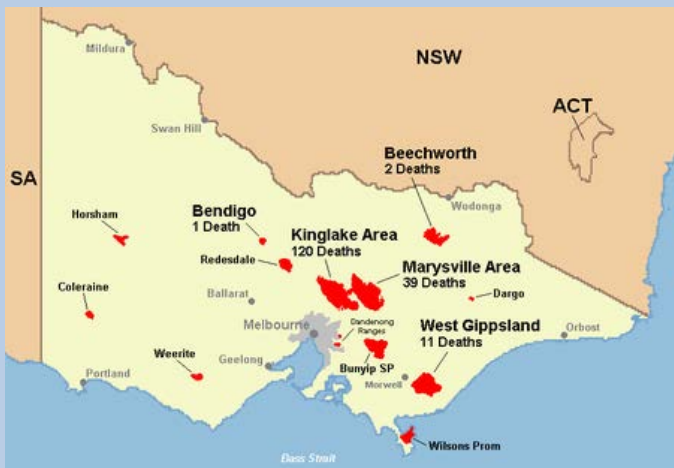 Mildura
NSW
ACT
Swan Hill
Beechworth
2 Deaths
SA
Wodonga
Horsham
Bendigo
1 Death
Kinglake Area
120 Deaths
Redesdale
Marysville Area
39 Deaths
Coleraine
Ballarat
Dargo
Dandenong
Ranges
Melbourne
West Gippsland
11 Deaths
Orbost
Weerite
Geelong
Bunyip SP
Portland
Morwell
Wilsons Prom
Bass Strait